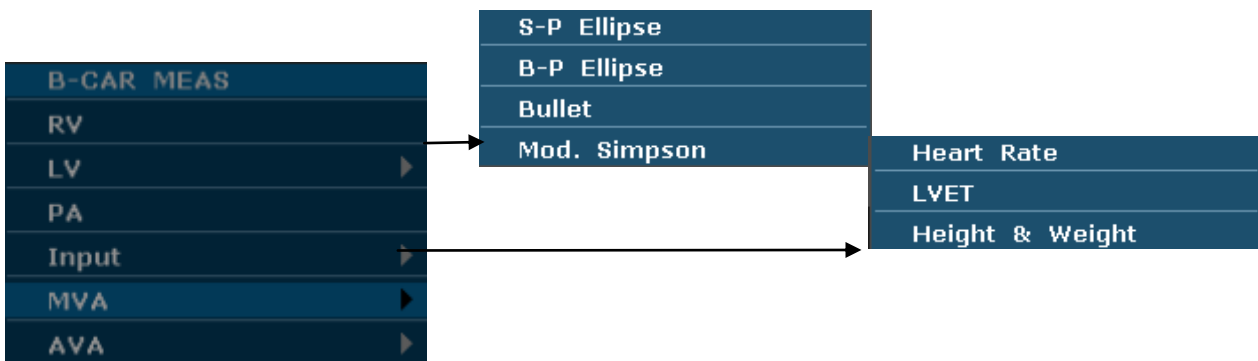 B-CAR MEAS
RV
LV
PA
Input
MVA
AVA
S-P Ellipse
B-P Ellipse
Bullet
Mod. Simpson
Heart Rate
LVET
Height & Weight